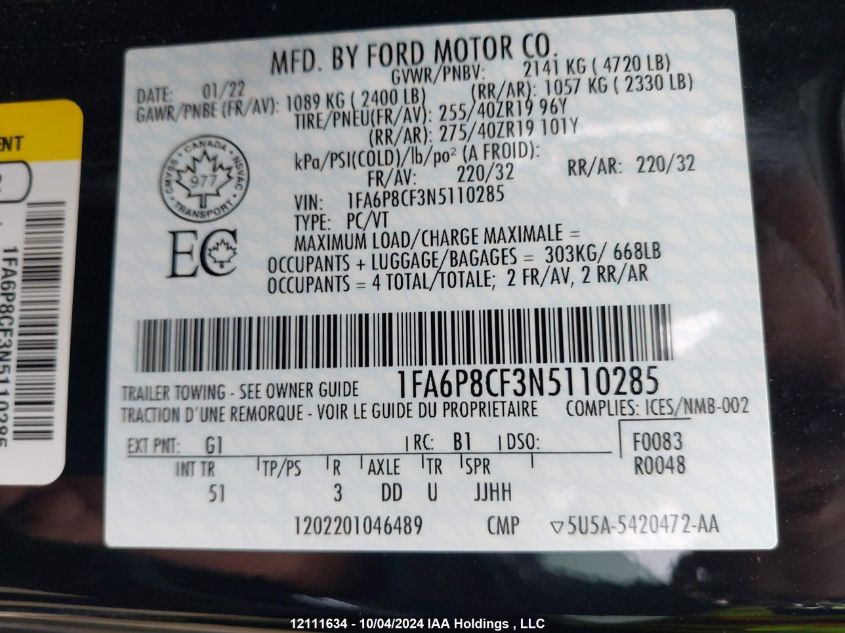 MFD. BY FORD MOTOR CO.
DATE: 01/22 GVWR/PNBV: 2141 KG ( 4720 LB)
GAWR/PNBE (FR/AV): 1089 KG ( 2400 LB) (RR/AR): 1057 KG ( 2330 LB)
TIRE/PNEU(FR/AV): 255/40ZR19 96Y
(RR/AR): 275/40ZR19 101Y
kPa/PSI(COLD)/lb/po² (A FROID):
FR/AV: 220/32 RR/AR: 220/32
VIN: 1FA6P8CF3N5110285
TYPE: PC/VT
MAXIMUM LOAD/CHARGE MAXIMALE =
OCCUPANTS + LUGGAGE/BAGAGES = 303KG/ 668LB
OCCUPANTS = 4 TOTAL/TOTALE; 2 FR/AV, 2 RR/AR
CANADA
CMVSS NSVAC
977
TRANSPORT
EC
TRAILER TOWING - SEE OWNER GUIDE 1FA6P8CF3N5110285
TRACTION D'UNE REMORQUE - VOIR LE GUIDE DU PROPRIETAIRE COMPLIES: ICES/NMB-002
EXT PNT: G1 RC: B1 DSO: F0083
R0048
INT TR TP/PS R AXLE TR SPR
51 3 DD U JJHH
1202201046489 CMP ▽5U5A-5420472-AA
1FA6P8CF3N5110285
12111634 - 10/04/2024 IAA Holdings , LLC